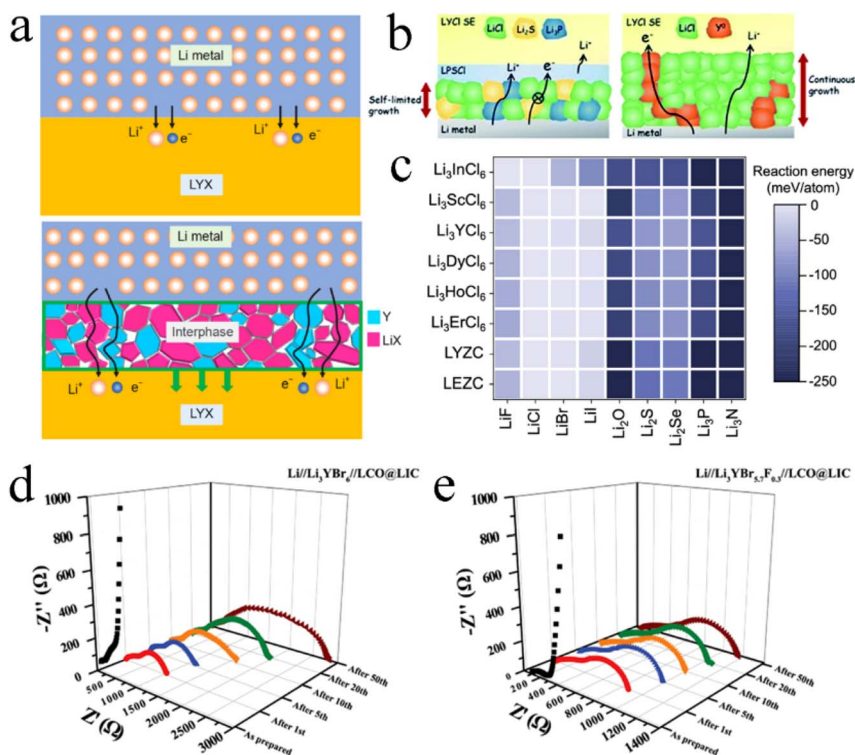 a
Li metal
Li⁺ e⁻ Li⁺ e⁻
LYX
Li metal
Interphase
Y
LiX
Li⁺ e⁻ e⁻ Li⁺
LYX
b
LYCl SE LiCl Li₂S Li₃P
Li⁺ e⁻ Li⁺
LPSCl
Self-limited
growth
Li metal
LYCl SE LiCl Y⁰
e⁻ Li⁺
Continuous
growth
Li metal
c
Li₃InCl₆
Li₃ScCl₆
Li₃YCl₆
Li₃DyCl₆
Li₃HoCl₆
Li₃ErCl₆
LYZC
LEZC
LiF LiCl LiBr LiI Li₂O Li₂S Li₂Se Li₃P Li₃N
Reaction energy
(meV/atom)
0
-50
-100
-150
-200
-250
d
Li//Li₃YBr₆//LCO@LIC
-Z'' (Ω)
1000
800
600
400
200
0
500
1000
1500
2000
2500
3000
Z' (Ω)
As prepared
After 1st
After 5th
After 10th
After 20th
After 50th
e
Li//Li₃YBr₅.₇F₀.₃//LCO@LIC
-Z'' (Ω)
1000
800
600
400
200
0
200
400
600
800
1000
1200
1400
Z' (Ω)
As prepared
After 1st
After 5th
After 10th
After 20th
After 50th